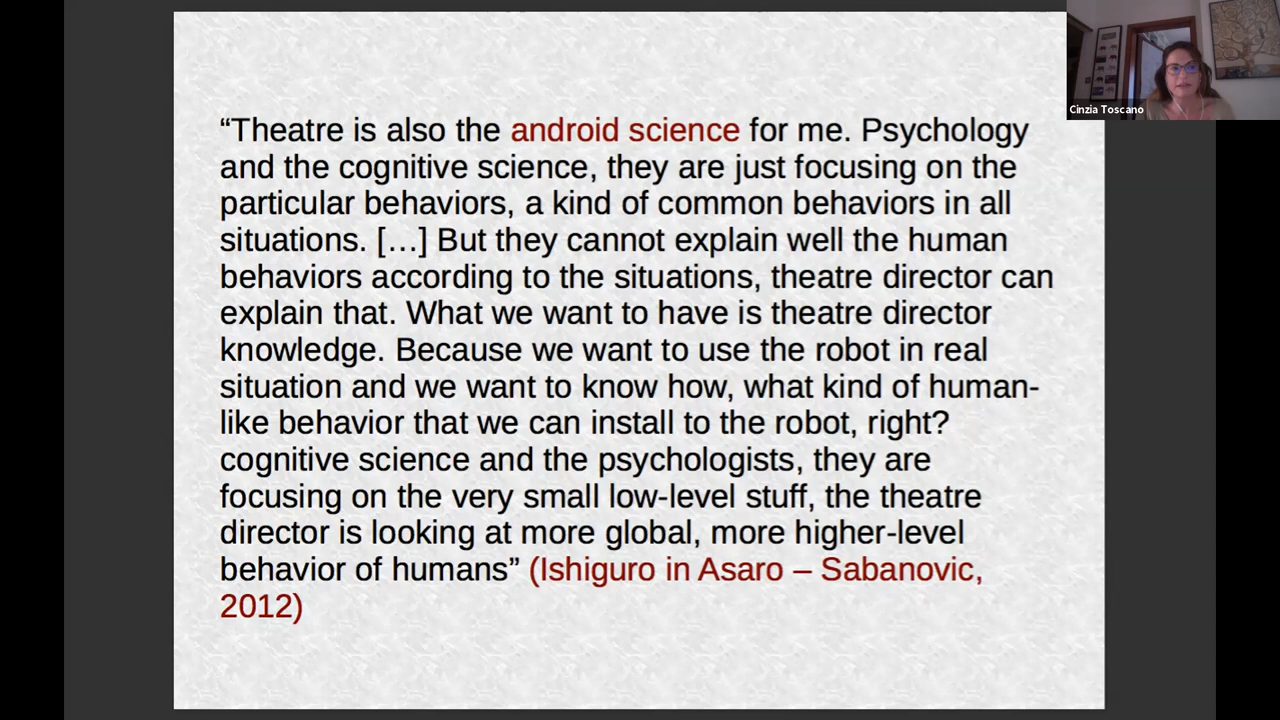 “Theatre is also the android science for me. Psychology
and the cognitive science, they are just focusing on the
particular behaviors, a kind of common behaviors in all
situations. […] But they cannot explain well the human
behaviors according to the situations, theatre director can
explain that. What we want to have is theatre director
knowledge. Because we want to use the robot in real
situation and we want to know how, what kind of human-
like behavior that we can install to the robot, right?
cognitive science and the psychologists, they are
focusing on the very small low-level stuff, the theatre
director is looking at more global, more higher-level
behavior of humans” (Ishiguro in Asaro – Sabanovic,
2012)
Cinzia Toscano